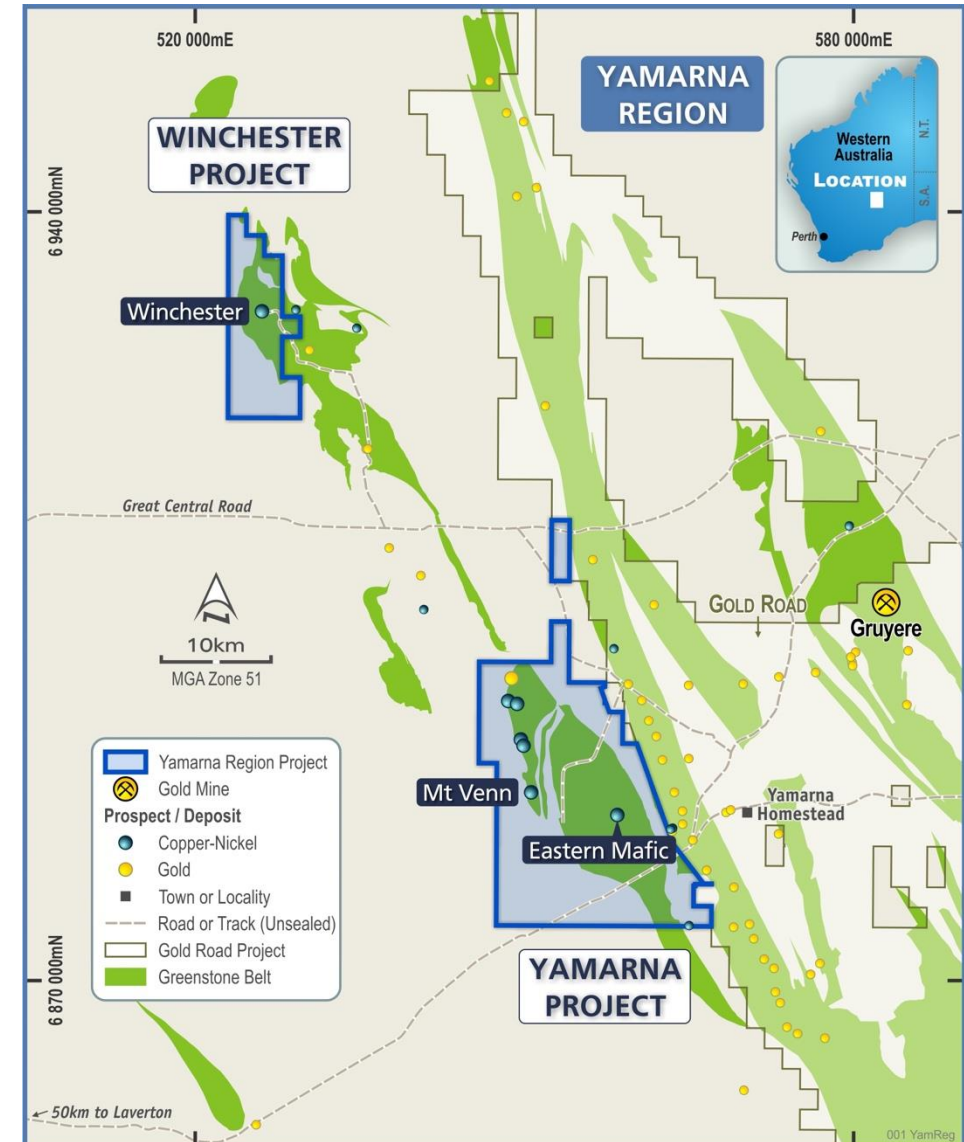 520 000mE
580 000mE
YAMARNA
REGION
WINCHESTER
PROJECT
Western
Australia
LOCATION
N.T.
S.A.
Perth
6 940 000mN
Winchester
Great Central Road
10km
MGA Zone 51
GOLD ROAD
Gruyere
Yamarna Region Project
Gold Mine
Prospect / Deposit
Copper-Nickel
Gold
Town or Locality
Road or Track (Unsealed)
Gold Road Project
Greenstone Belt
Mt Venn
Eastern Mafic
Yamarna
Homestead
YAMARNA
PROJECT
6 870 000mN
50km to Laverton
001 YamReg